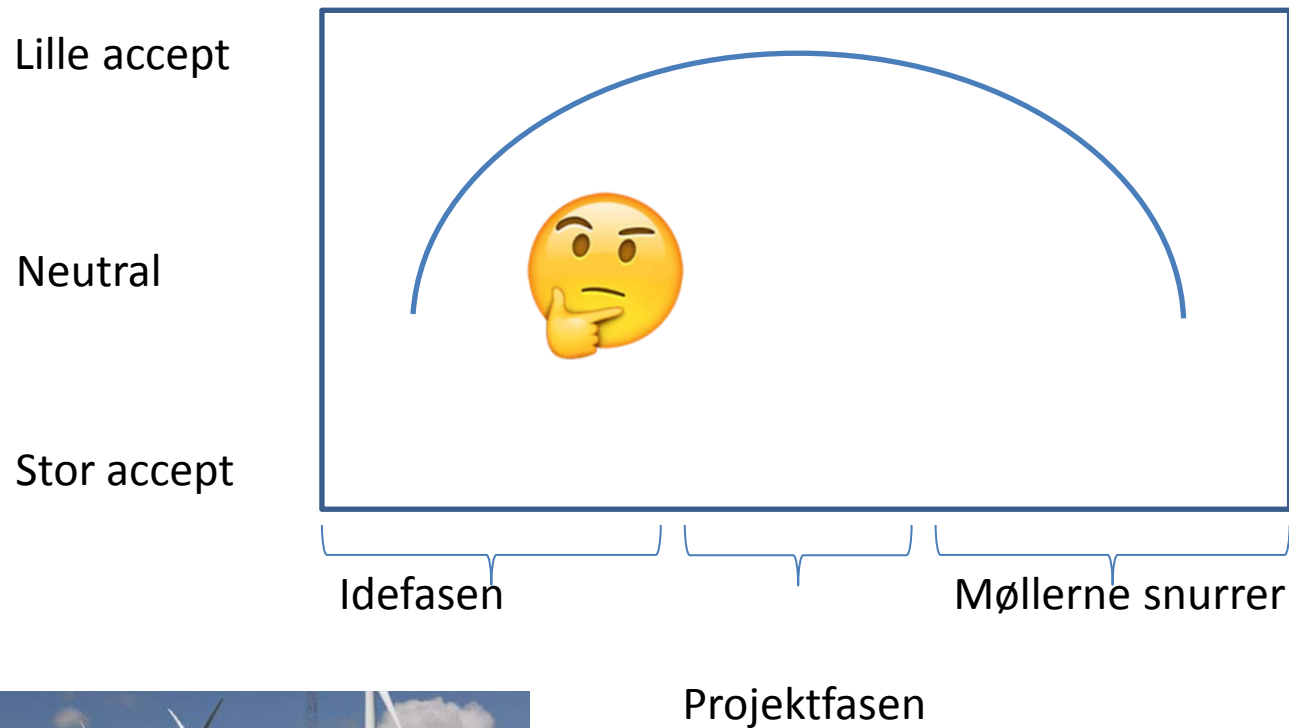 Lille accept
Neutral
Stor accept
Idefasen
Møllerne snurrer
Projektfasen